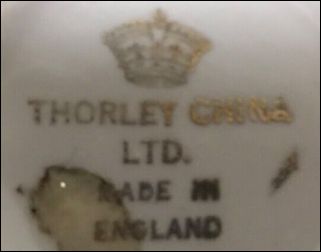 THORLEY CHINA
LTD.
MADE IN
ENGLAND